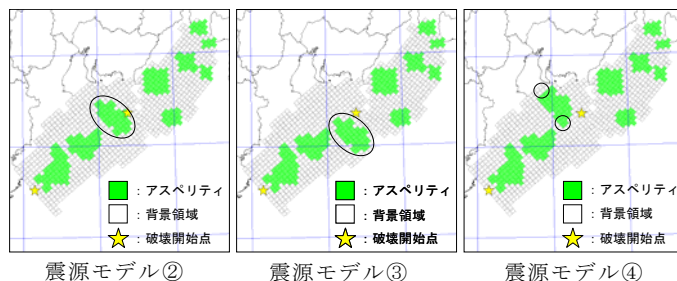 ：アスペリティ
：背景領域
：破壊開始点
震源モデル②
：アスペリティ
：背景領域
：破壊開始点
震源モデル③
：アスペリティ
：背景領域
：破壊開始点
震源モデル④